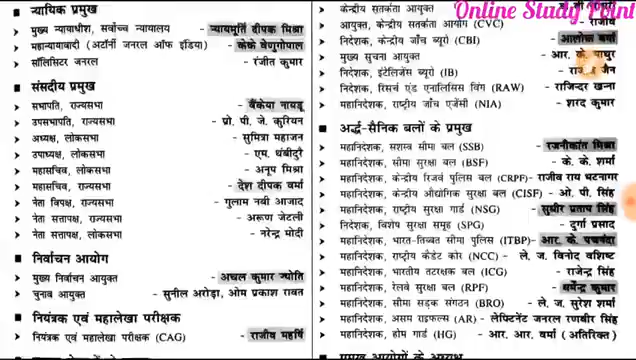 Online Study Point
■ न्यायिक प्रमुख
➤ मुख्य न्यायाधीश, सर्वोच्च न्यायालय - न्यायमूर्ति दीपक मिश्रा
➤ महान्यायावादी (अटॉर्नी जनरल ऑफ इंडिया) - केके वेणुगोपाल
➤ सॉलिसिटर जनरल - रंजीत कुमार
■ संसदीय प्रमुख
➤ सभापति, राज्यसभा - वैंकेया नायडू
➤ उपसभापति, राज्यसभा - प्रो. पी. जे. कुरियन
➤ अध्यक्ष, लोकसभा - सुमित्रा महाजन
➤ उपाध्यक्ष, लोकसभा - एम. थंबीदुरै
➤ महासचिव, लोकसभा - अनूप मिश्रा
➤ महासचिव, राज्यसभा - देश दीपक वर्मा
➤ नेता विपक्ष, राज्यसभा - गुलाम नबी आजाद
➤ नेता सत्तापक्ष, राज्यसभा - अरूण जेटली
➤ नेता सत्तापक्ष, लोकसभा - नरेन्द्र मोदी
■ निर्वाचन आयोग
➤ मुख्य निर्वाचन आयुक्त - अचल कुमार ज्योति
➤ चुनाव आयुक्त - सुनील अरोड़ा, ओम प्रकाश रावत
■ नियंत्रक एवं महालेखा परीक्षक
➤ नियंत्रक एवं महालेखा परीक्षक (CAG) - राजीव महर्षि
➤ केन्द्रीय सतर्कता आयुक्त
➤ आयुक्त, केन्द्रीय सतर्कता आयोग (CVC) - राजीव
➤ निदेशक, केन्द्रीय जाँच ब्यूरो (CBI) - आलोक वर्मा
➤ मुख्य सूचना आयुक्त - आर. के. माथुर
➤ निदेशक, इंटेलिजेंस ब्यूरो (IB) - जैन
➤ निदेशक, रिसर्च एंड एनालिसिस विंग (RAW) - राजिन्दर खन्ना
➤ महानिदेशक, राष्ट्रीय जाँच एजेंसी (NIA) - शरद कुमार
■ अर्द्ध-सैनिक बलों के प्रमुख
➤ महानिदेशक, सशस्त्र सीमा बल (SSB) - रजनीकांत मिश्रा
➤ महानिदेशक, सीमा सुरक्षा बल (BSF) - के. के. शर्मा
➤ महानिदेशक, केन्द्रीय रिजर्व पुलिस बल (CRPF)- राजीव राय भटनागर
➤ महानिदेशक, केन्द्रीय औद्योगिक सुरक्षा बल (CISF) - ओ. पी. सिंह
➤ महानिदेशक, राष्ट्रीय सुरक्षा गार्ड (NSG) - सुधीर प्रताप सिंह
➤ निदेशक, विशेष सुरक्षा समूह (SPG) - दुर्गा प्रसाद
➤ महानिदेशक, भारत-तिब्बत सीमा पुलिस (ITBP)- आर. के. पचनंदा
➤ महानिदेशक, राष्ट्रीय कैडेट कोर (NCC) - ले. ज. विनोद वशिष्ट
➤ महानिदेशक, भारतीय तटरक्षक बल (ICG) - राजेन्द्र सिंह
➤ महानिदेशक, रेलवे सुरक्षा बल (RPF) - धर्मेन्द्र कुमार
➤ महानिदेशक, सीमा सड़क संगठन (BRO) - ले. ज. सुरेश शर्मा
➤ महानिदेशक, असम राइफल्स (AR) - लेफ्टिनेंट जनरल रणबीर सिंह
➤ महानिदेशक, होम गार्ड (HG) - आर. आर. वर्मा (अतिरिक्त)
■ प्रमुख आयोगों के अध्यक्ष